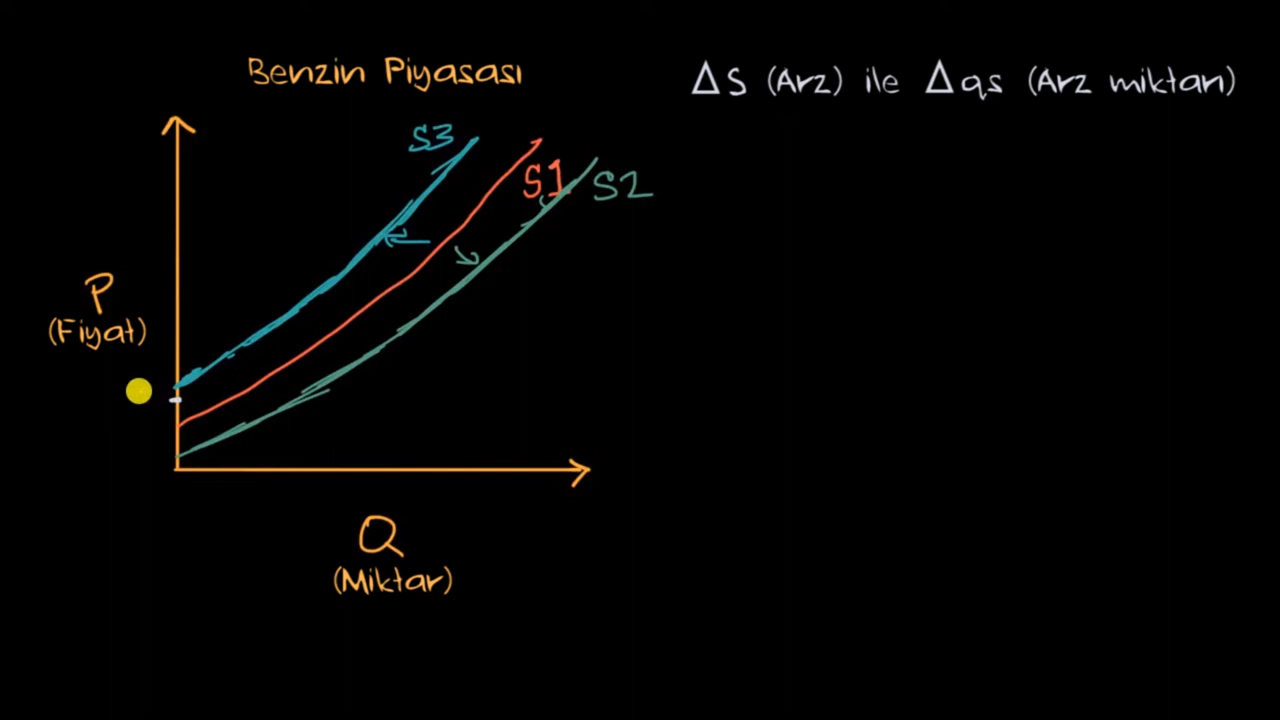 Benzin Piyasası
ΔS (Arz) ile Δqs (Arz miktarı)
S3
S1
S2
P
(Fiyat)
Q
(Miktar)